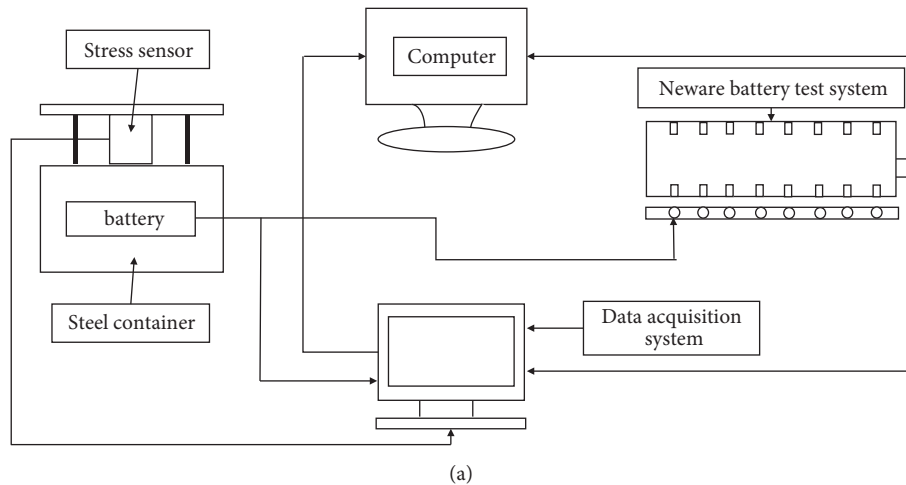 Stress sensor
Computer
Neware battery test system
battery
Steel container
Data acquisition
system
(a)